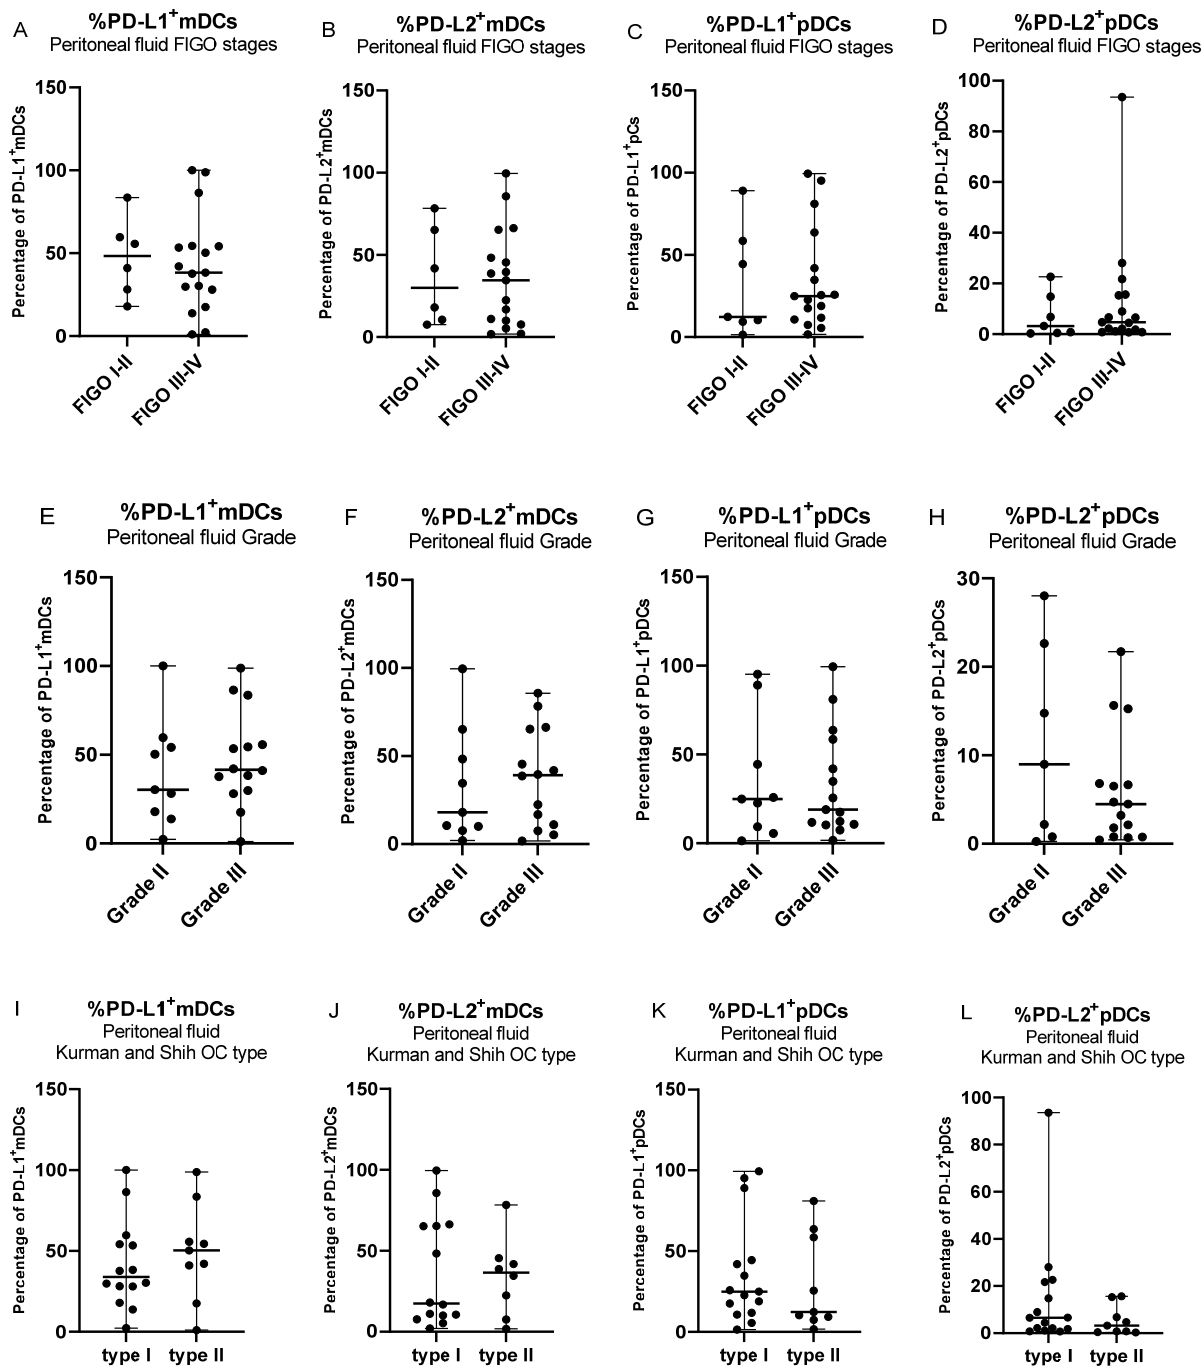 A
%PD-L1+mDCs
Peritoneal fluid FIGO stages
Percentage of PD-L1+mDCs
150
100
50
0
FIGO I-II
FIGO III-IV
B
%PD-L2+mDCs
Peritoneal fluid FIGO stages
Percentage of PD-L2+mDCs
150
100
50
0
FIGO I-II
FIGO III-IV
C
%PD-L1+pDCs
Peritoneal fluid FIGO stages
Percentage of PD-L1+pCs
150
100
50
0
FIGO I-II
FIGO III-IV
D
%PD-L2+pDCs
Peritoneal fluid FIGO stages
Percentage of PD-L2+pDCs
100
80
60
40
20
0
FIGO I-II
FIGO III-IV
E
%PD-L1+mDCs
Peritoneal fluid Grade
Percentage of PD-L1+mDCs
150
100
50
0
Grade II
Grade III
F
%PD-L2+mDCs
Peritoneal fluid Grade
Percentage of PD-L2+mDCs
150
100
50
0
Grade II
Grade III
G
%PD-L1+pDCs
Peritoneal fluid Grade
Percentage of PD-L1+pDCs
150
100
50
0
Grade II
Grade III
H
%PD-L2+pDCs
Peritoneal fluid Grade
Percentage of PD-L2+pDCs
30
20
10
0
Grade II
Grade III
I
%PD-L1+mDCs
Peritoneal fluid
Kurman and Shih OC type
Percentage of PD-L1+mDCs
150
100
50
0
type I
type II
J
%PD-L2+mDCs
Peritoneal fluid
Kurman and Shih OC type
Percentage of PD-L2+mDCs
150
100
50
0
type I
type II
K
%PD-L1+pDCs
Peritoneal fluid
Kurman and Shih OC type
Percentage of PD-L1+pDCs
150
100
50
0
type I
type II
L
%PD-L2+pDCs
Peritoneal fluid
Kurman and Shih OC type
Percentage of PD-L2+pDCs
100
80
60
40
20
0
type I
type II